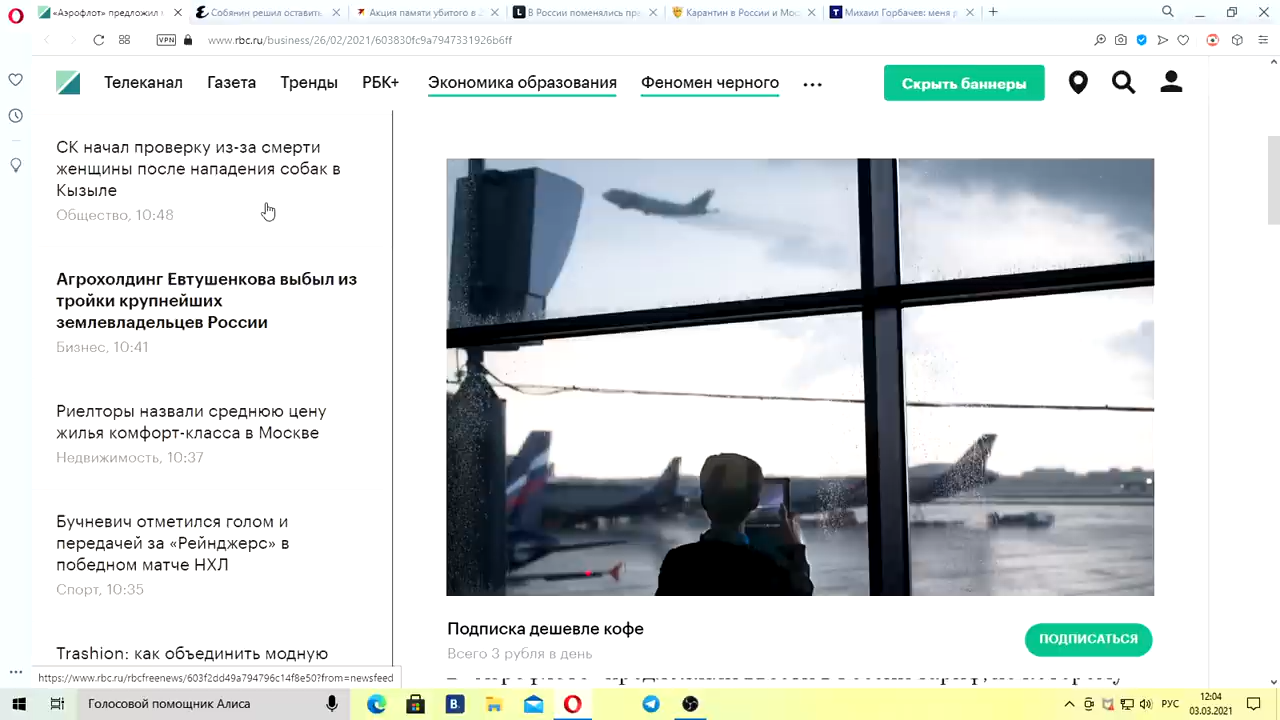 «Аэрофлот» предложил
Собянин решил оставить
Акция памяти убитого в
В России поменялись пра
Карантин в России и Мос
Михаил Горбачев: меня
VPN
www.rbc.ru/business/26/02/2021/603830fc9a7947331926b6ff
Телеканал
Газета
Тренды
РБК+
Экономика образования
Феномен черного
Скрыть баннеры
СК начал проверку из-за смерти
женщины после нападения собак в
Кызыле
Общество, 10:48
Агрохолдинг Евтушенкова выбыл из
тройки крупнейших
землевладельцев России
Бизнес, 10:41
Риелторы назвали среднюю цену
жилья комфорт-класса в Москве
Недвижимость, 10:37
Бучневич отметился голом и
передачей за «Рейнджерс» в
победном матче НХЛ
Спорт, 10:35
Trashion: как объединить модную
Подписка дешевле кофе
Всего 3 рубля в день
ПОДПИСАТЬСЯ
https://www.rbc.ru/rbcfreenews/603f2dd49a794796c14f8e50?from=newsfeed
Голосовой помощник Алиса
РУС
12:04
03.03.2021